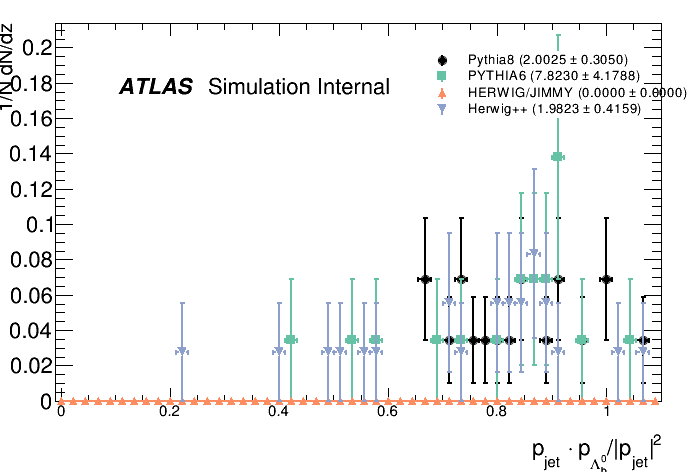 1/N dN/dz
0.2
0.18
0.16
0.14
0.12
0.1
0.08
0.06
0.04
0.02
0
ATLAS Simulation Internal
Pythia8 (2.0025 ± 0.3050)
PYTHIA6 (7.8230 ± 4.1788)
HERWIG/JIMMY (0.0000 ± 0.0000)
Herwig++ (1.9823 ± 0.4159)
0 0.2 0.4 0.6 0.8 1
p_jet · p_Λ_b^0/|p_jet|^2